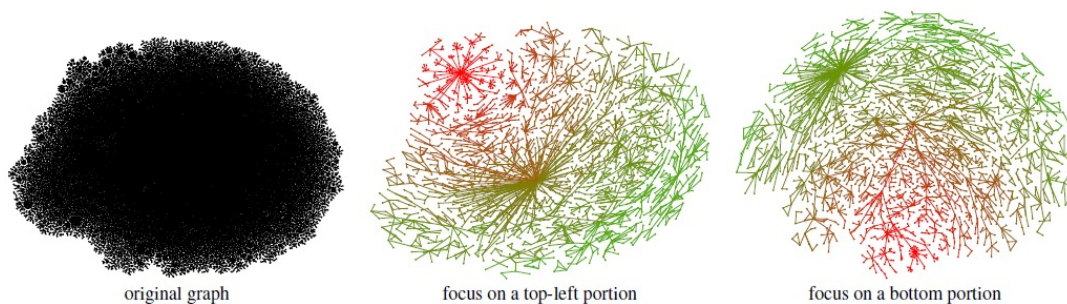 original graph
focus on a top-left portion
focus on a bottom portion